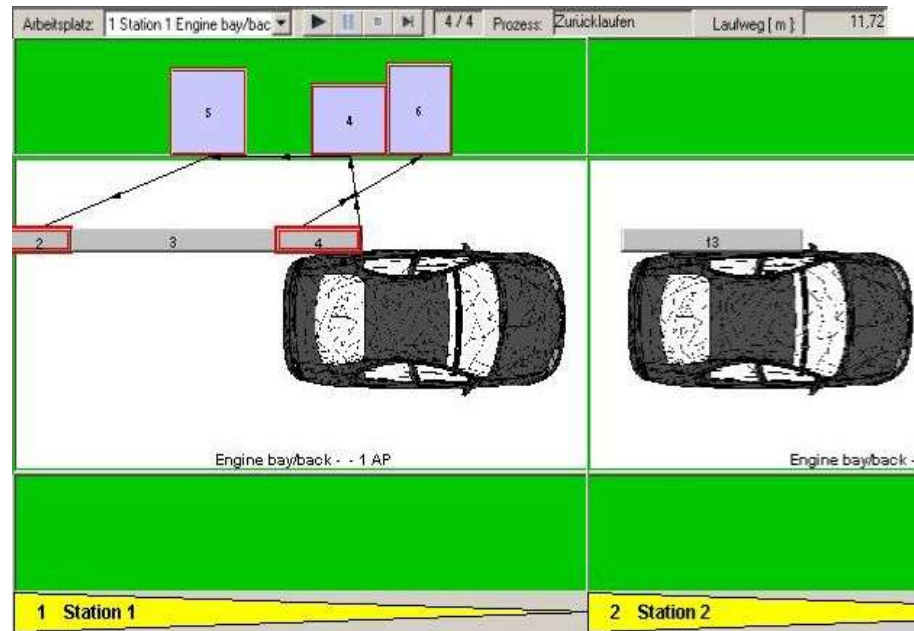 Arbeitsplatz: 1 Station 1 Engine bay/bac 4 / 4 Prozess: Zurücklaufen Laufweg [ m ]: 11,72
5 4 6
2 3 4 13
Engine bay/back - - 1 AP Engine bay/back -
1 Station 1 2 Station 2